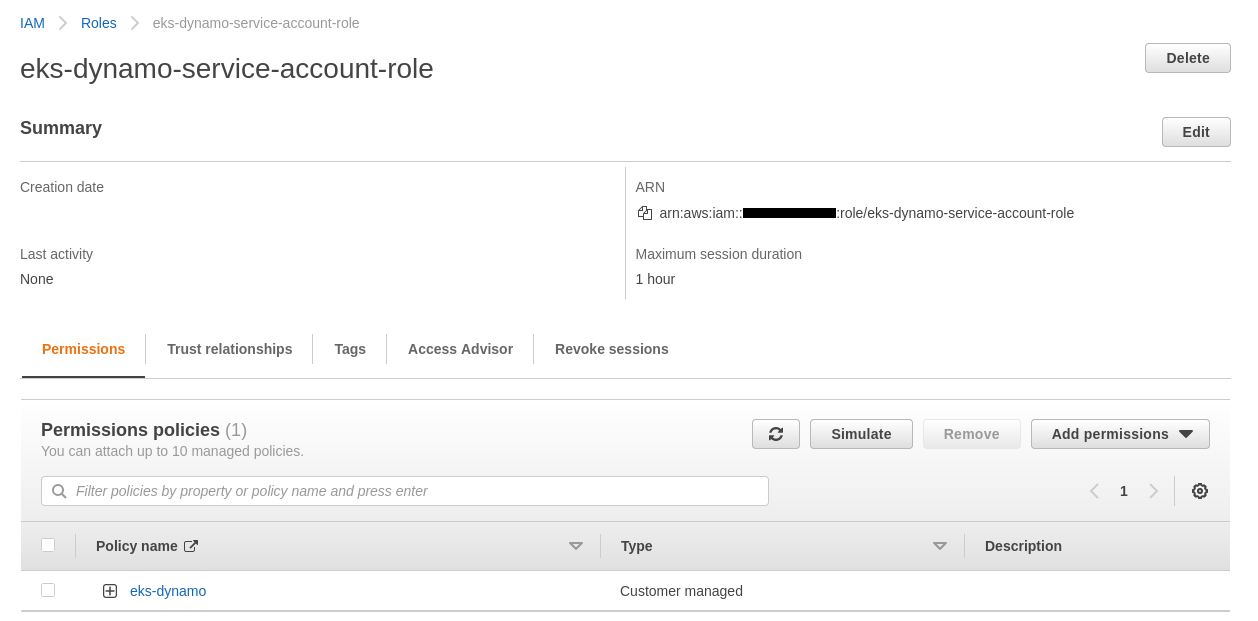 IAM > Roles > eks-dynamo-service-account-role
eks-dynamo-service-account-role
Delete
Summary
Edit
Creation date
ARN
arn:aws:iam:::role/eks-dynamo-service-account-role
Last activity
Maximum session duration
None
1 hour
Permissions
Trust relationships
Tags
Access Advisor
Revoke sessions
Permissions policies (1)
Simulate
Remove
Add permissions
You can attach up to 10 managed policies.
Filter policies by property or policy name and press enter
1
Policy name
Type
Description
eks-dynamo
Customer managed